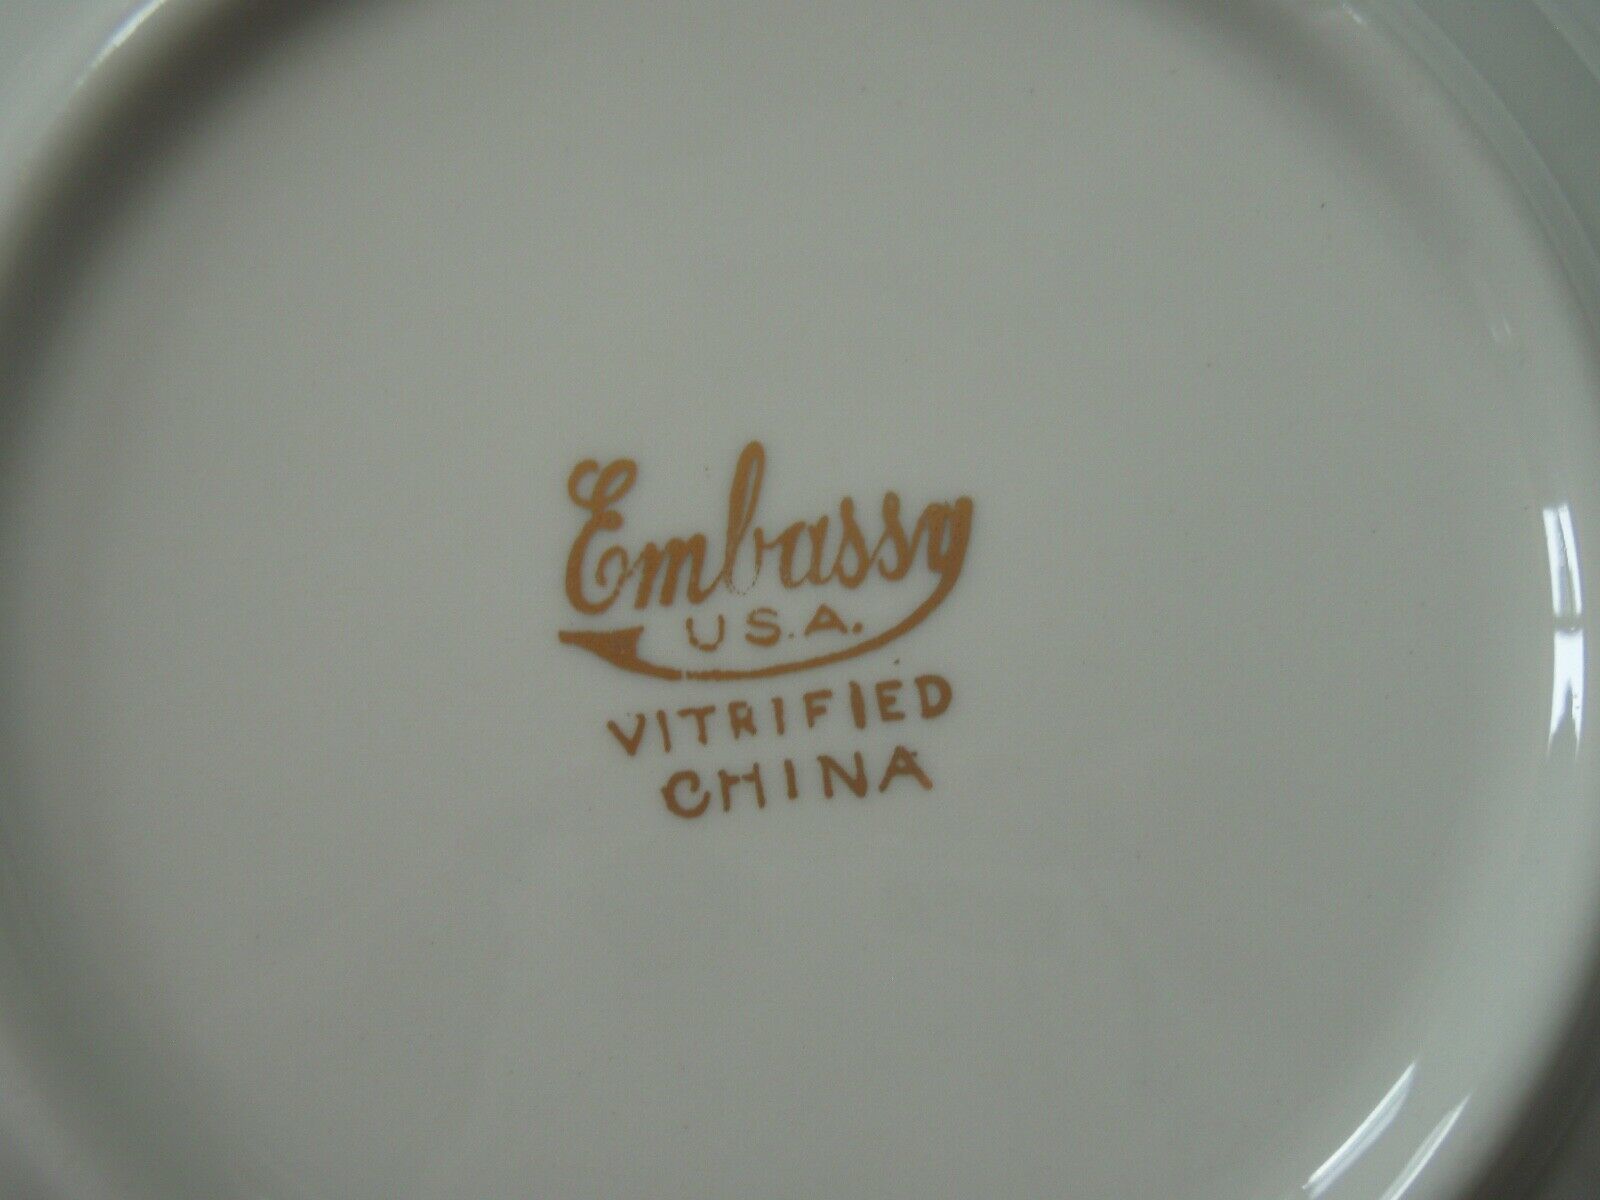 Embassy
U.S.A.
VITRIFIED
CHINA